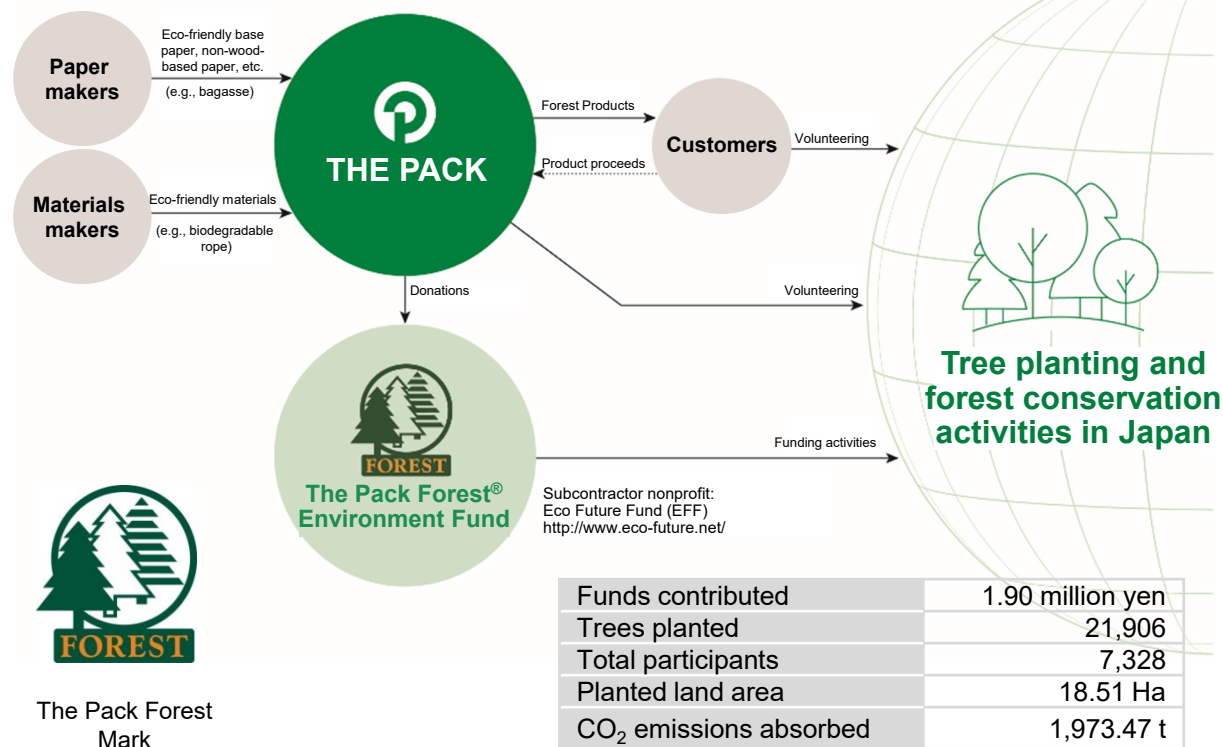 Paper
makers
Eco-friendly base
paper, non-wood-
based paper, etc.
(e.g., bagasse)
Materials
makers
Eco-friendly materials
(e.g., biodegradable
rope)
THE PACK
Forest Products
Product proceeds
Customers
Volunteering
Volunteering
Donations
FOREST
The Pack Forest®
Environment Fund
Funding activities
Subcontractor nonprofit:
Eco Future Fund (EFF)
http://www.eco-future.net/
Tree planting and
forest conservation
activities in Japan
FOREST
The Pack Forest
Mark
Funds contributed 1.90 million yen
Trees planted 21,906
Total participants 7,328
Planted land area 18.51 Ha
CO₂ emissions absorbed 1,973.47 t